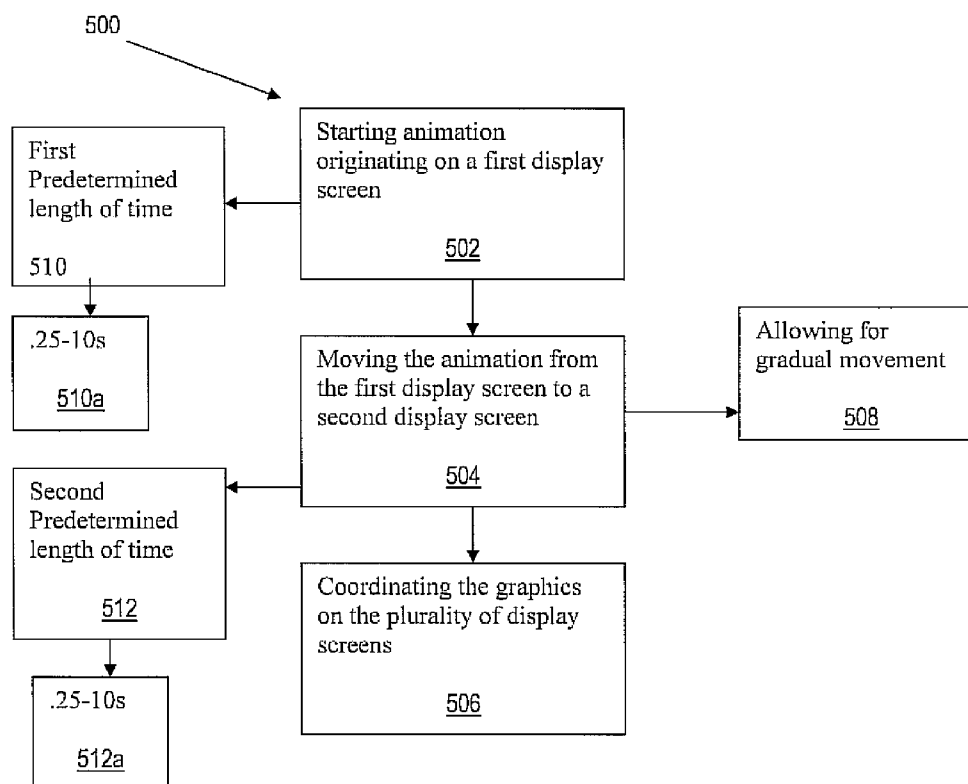 500
Starting animation
originating on a first display
screen
502
First
Predetermined
length of time
510
.25-10s
510a
Moving the animation from
the first display screen to a
second display screen
504
Allowing for
gradual movement
508
Second
Predetermined
length of time
512
.25-10s
512a
Coordinating the graphics
on the plurality of display
screens
506